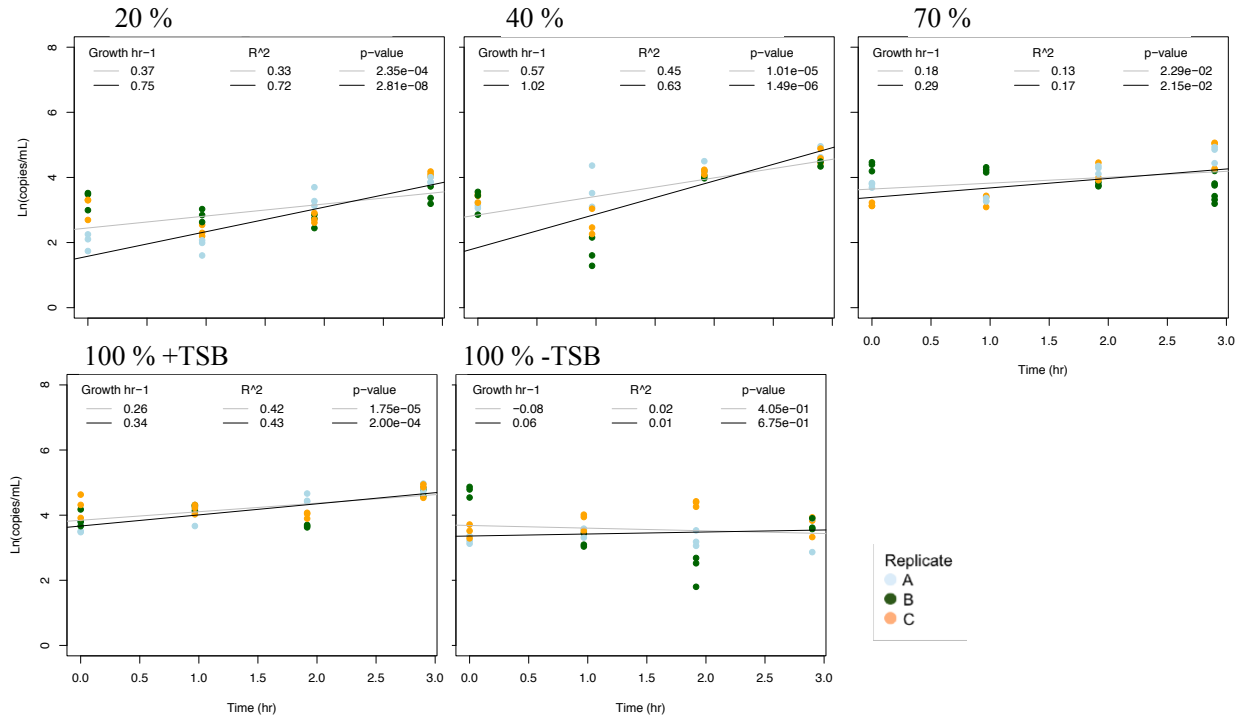 20 %
8
6
4
2
0
Ln(copies/mL)
Growth hr−1 R^2 p−value
0.37 0.33 2.35e−04
0.75 0.72 2.81e−08
40 %
Growth hr−1 R^2 p−value
0.57 0.45 1.01e−05
1.02 0.63 1.49e−06
70 %
Growth hr−1 R^2 p−value
0.18 0.13 2.29e−02
0.29 0.17 2.15e−02
0.0 0.5 1.0 1.5 2.0 2.5 3.0
Time (hr)
100 % +TSB
8
6
4
2
0
Ln(copies/mL)
Growth hr−1 R^2 p−value
0.26 0.42 1.75e−05
0.34 0.43 2.00e−04
0.0 0.5 1.0 1.5 2.0 2.5 3.0
Time (hr)
100 % -TSB
Growth hr−1 R^2 p−value
−0.08 0.02 4.05e−01
0.06 0.01 6.75e−01
0.0 0.5 1.0 1.5 2.0 2.5 3.0
Time (hr)
Replicate
A
B
C